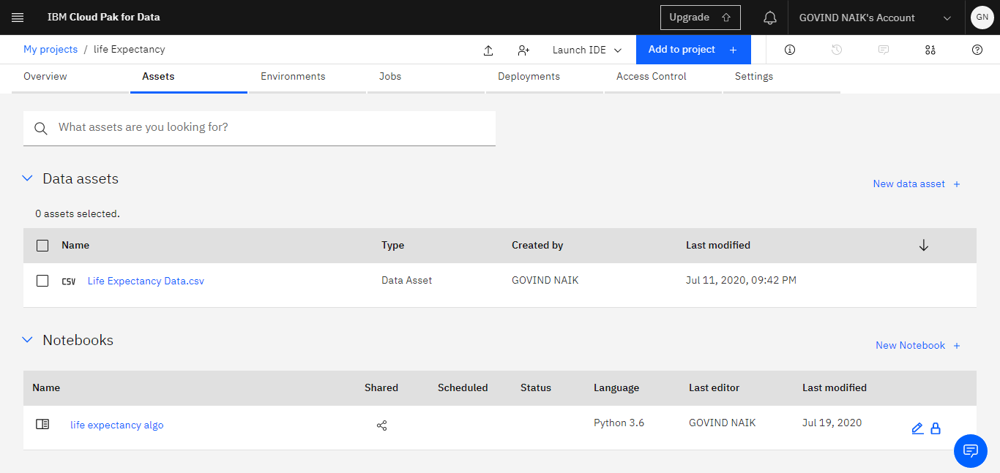 IBM Cloud Pak for Data
Upgrade
GOVIND NAIK's Account
GN
My projects / life Expectancy
Launch IDE
Add to project +
Overview
Assets
Environments
Jobs
Deployments
Access Control
Settings
What assets are you looking for?
Data assets
New data asset +
0 assets selected.
Name Type Created by Last modified
CSV Life Expectancy Data.csv Data Asset GOVIND NAIK Jul 11, 2020, 09:42 PM
Notebooks
New Notebook +
Name Shared Scheduled Status Language Last editor Last modified
life expectancy algo Python 3.6 GOVIND NAIK Jul 19, 2020